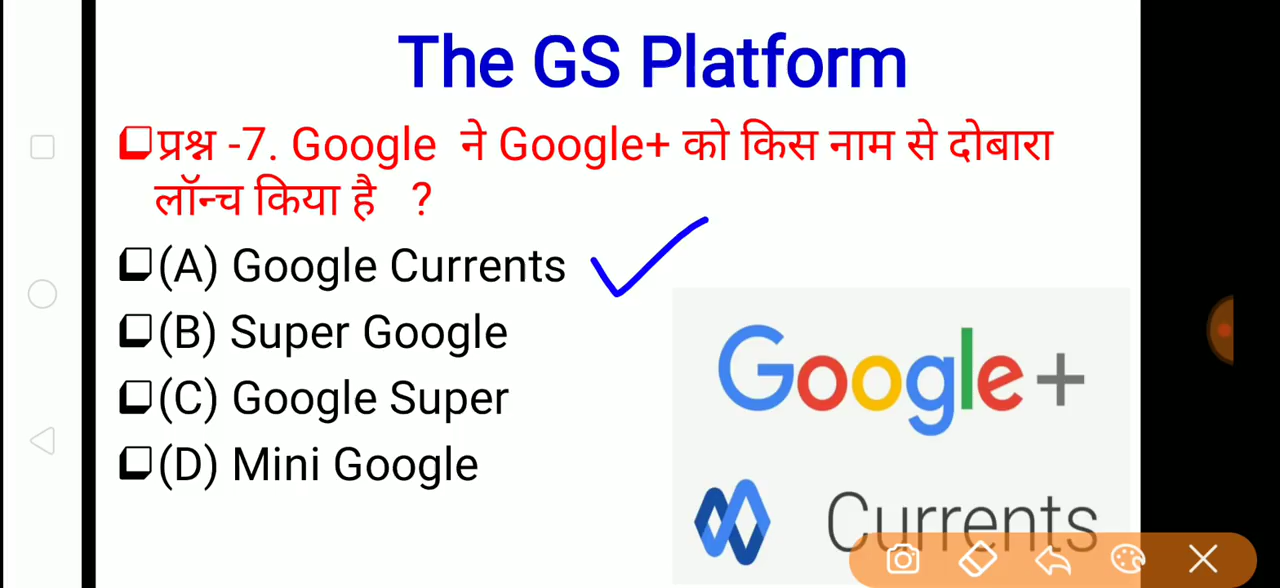 The GS Platform
प्रश्न -7. Google ने Google+ को किस नाम से दोबारा
लॉन्च किया है ?
(A) Google Currents
(B) Super Google
(C) Google Super
(D) Mini Google
Google+
Currents